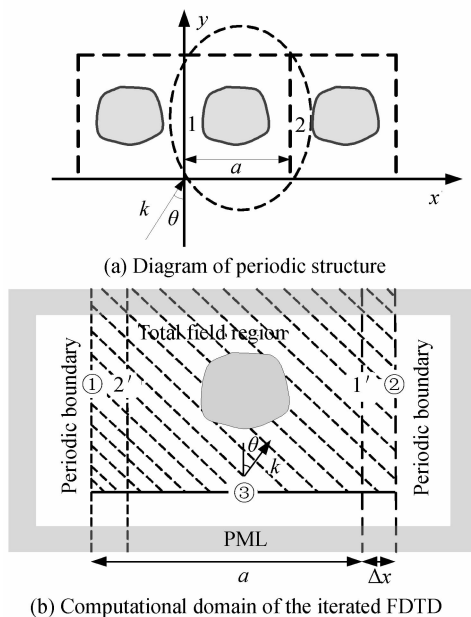 y
1
2
a
k
θ
x
(a) Diagram of periodic structure
Total field region
Periodic boundary
① 2′
1′ ②
Periodic boundary
θ
k
③
PML
a
Δx
(b) Computational domain of the iterated FDTD